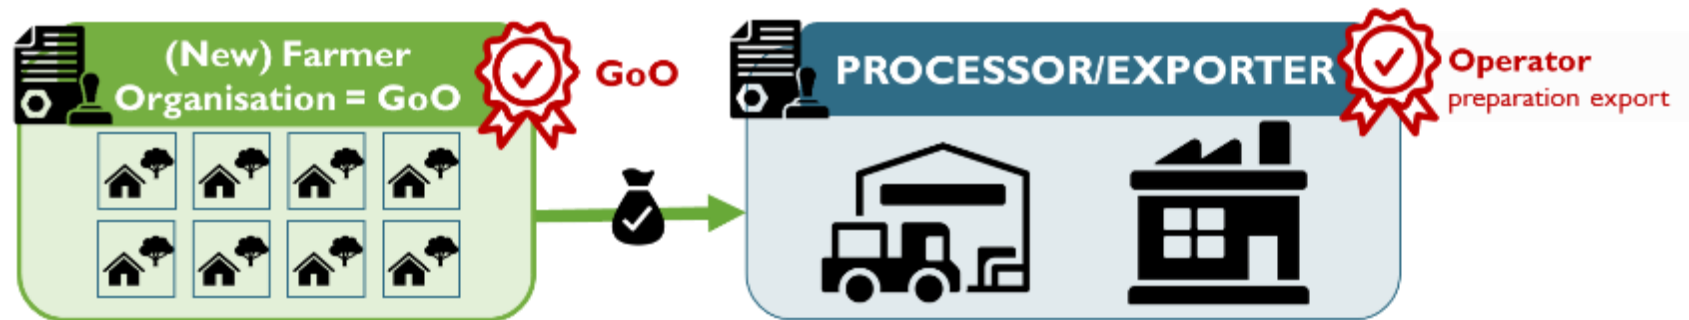 (New) Farmer
Organisation = GoO
GoO
PROCESSOR/EXPORTER
Operator
preparation export